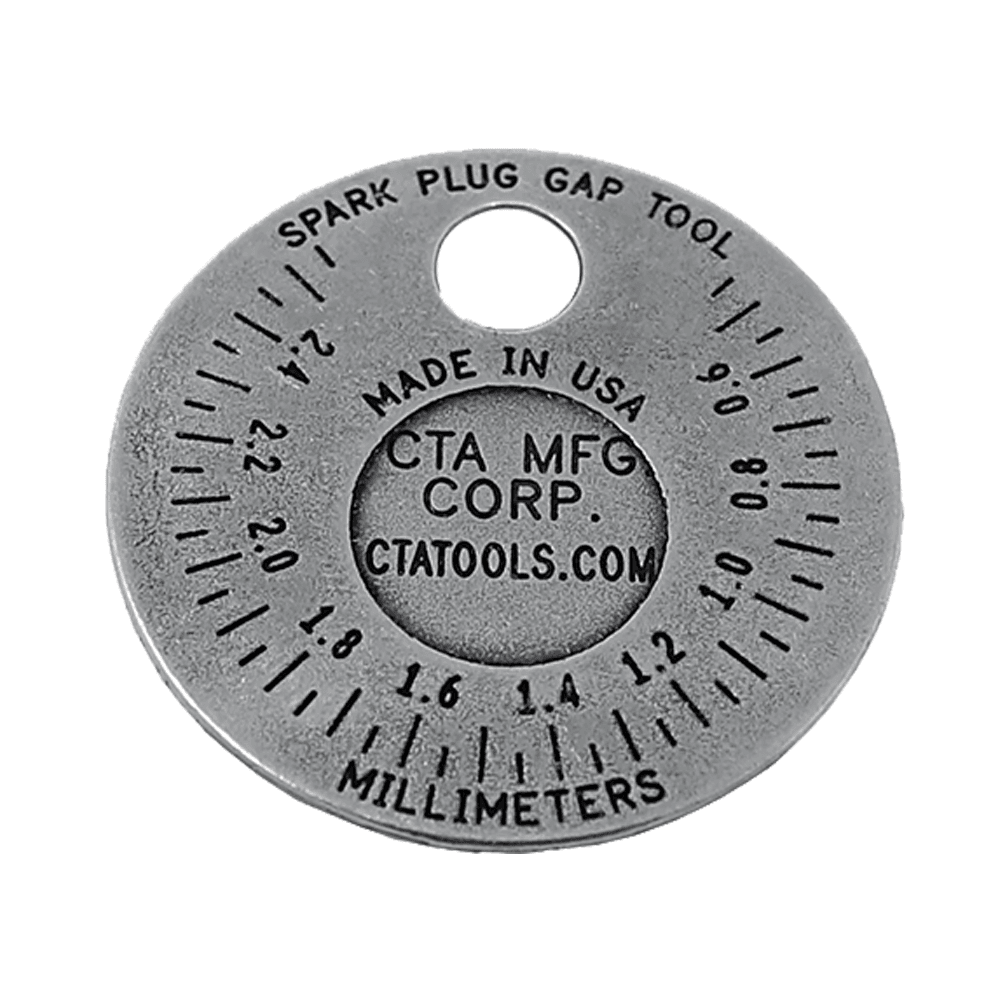 SPARK PLUG GAP TOOL
MADE IN USA
CTA MFG
CORP.
CTATOOLS.COM
0.6
0.8
1.0
1.2
1.4
1.6
1.8
2.0
2.2
2.4
MILLIMETERS